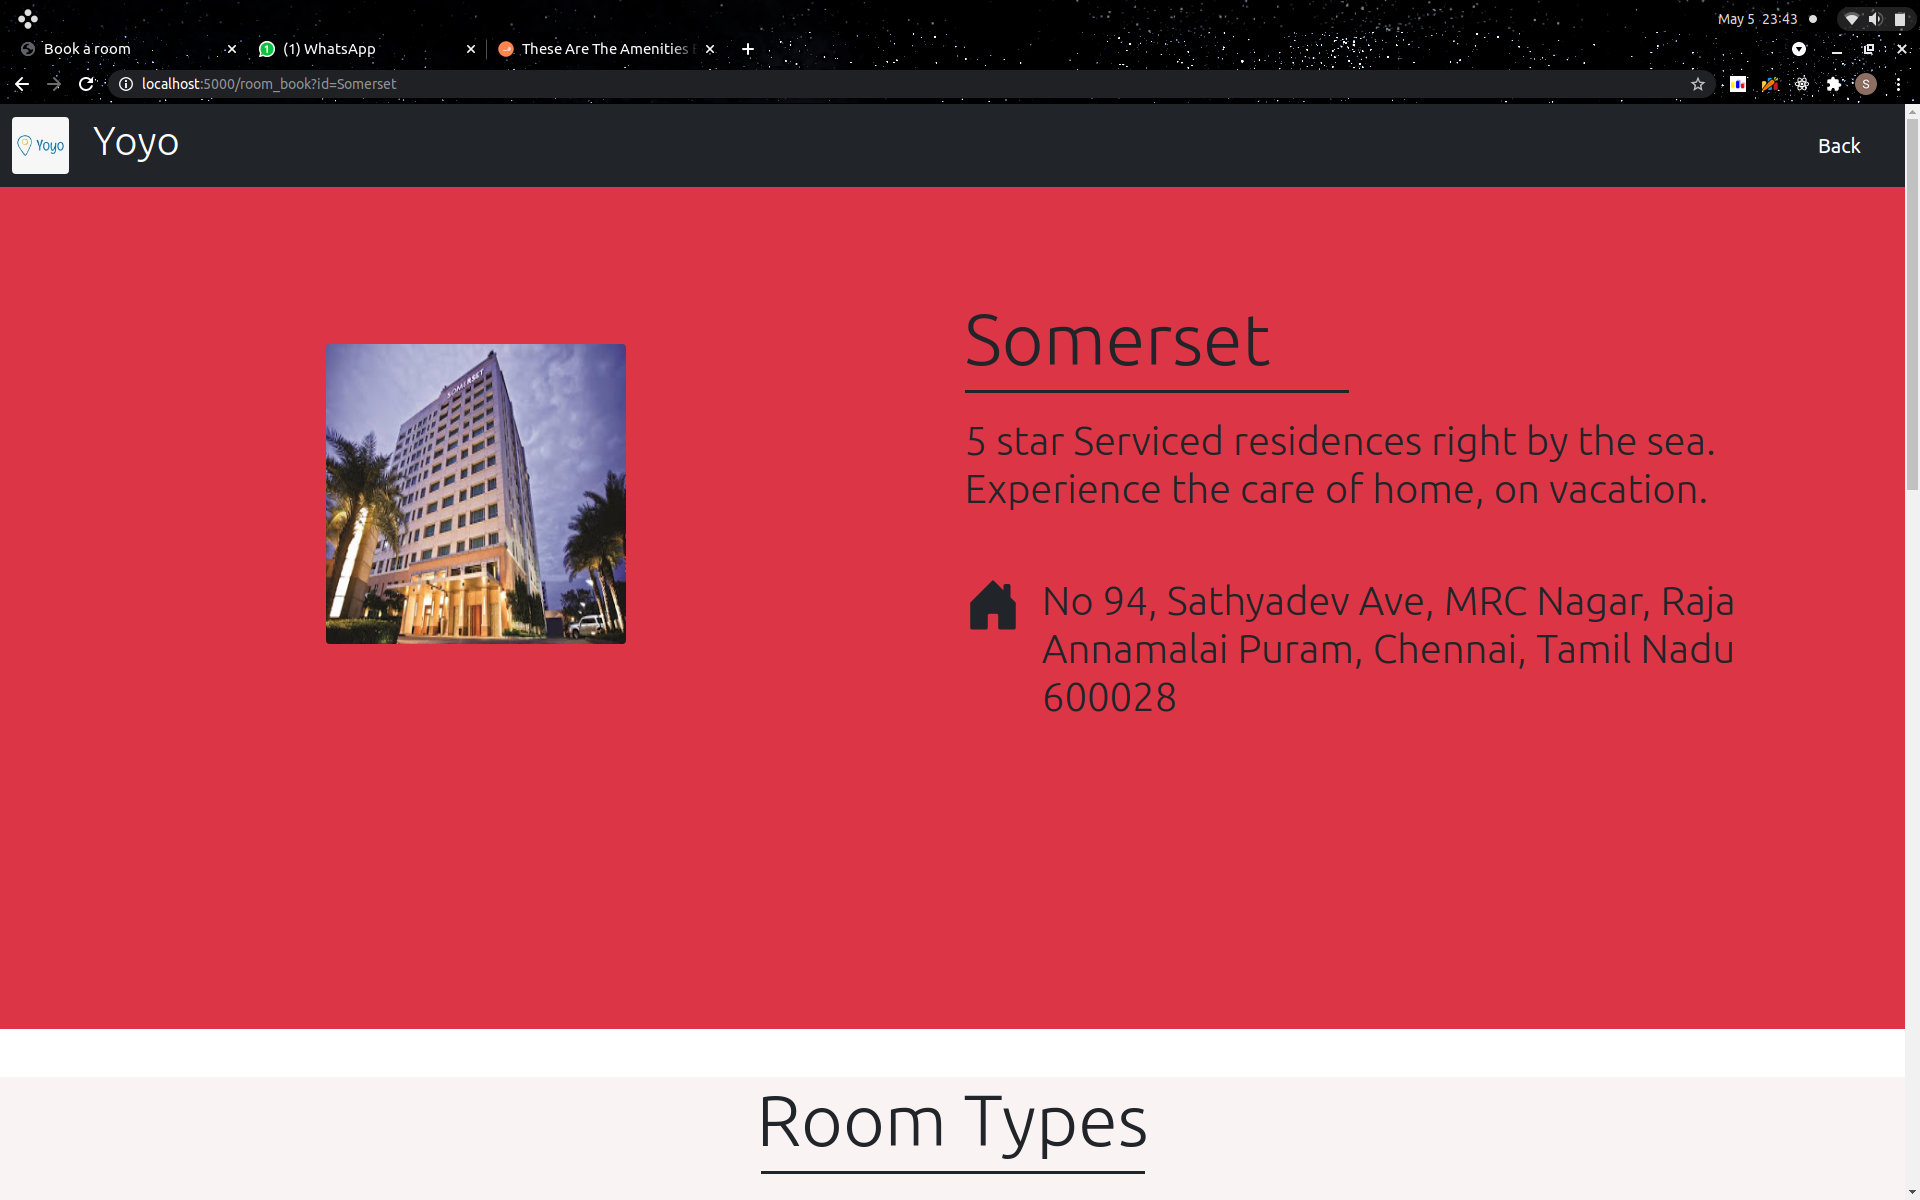 May 5 23:43
Book a room
(1) WhatsApp
These Are The Amenities
localhost:5000/room_book?id=Somerset
S
Yoyo
Yoyo
Back
SOMERSET
Somerset
5 star Serviced residences right by the sea.
Experience the care of home, on vacation.
No 94, Sathyadev Ave, MRC Nagar, Raja
Annamalai Puram, Chennai, Tamil Nadu
600028
Room Types